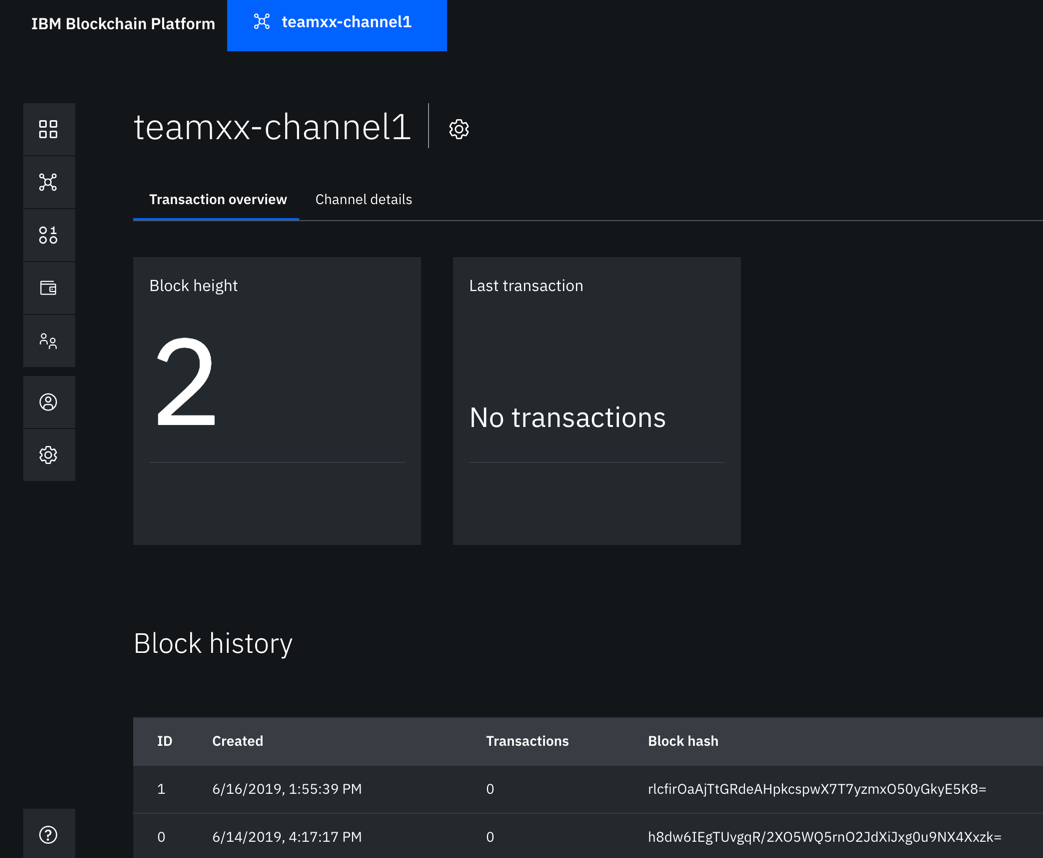 IBM Blockchain Platform
teamxx-channel1
teamxx-channel1
Transaction overview Channel details
Block height
2
Last transaction
No transactions
Block history
ID Created Transactions Block hash
1 6/16/2019, 1:55:39 PM 0 rlcfirOaAjTtGRdeAHpkcspwX7T7yzmxO50yGkyE5K8=
0 6/14/2019, 4:17:17 PM 0 h8dw6IEgTUvgqR/2XO5WQ5rnO2JdXiJxg0u9NX4Xxzk=